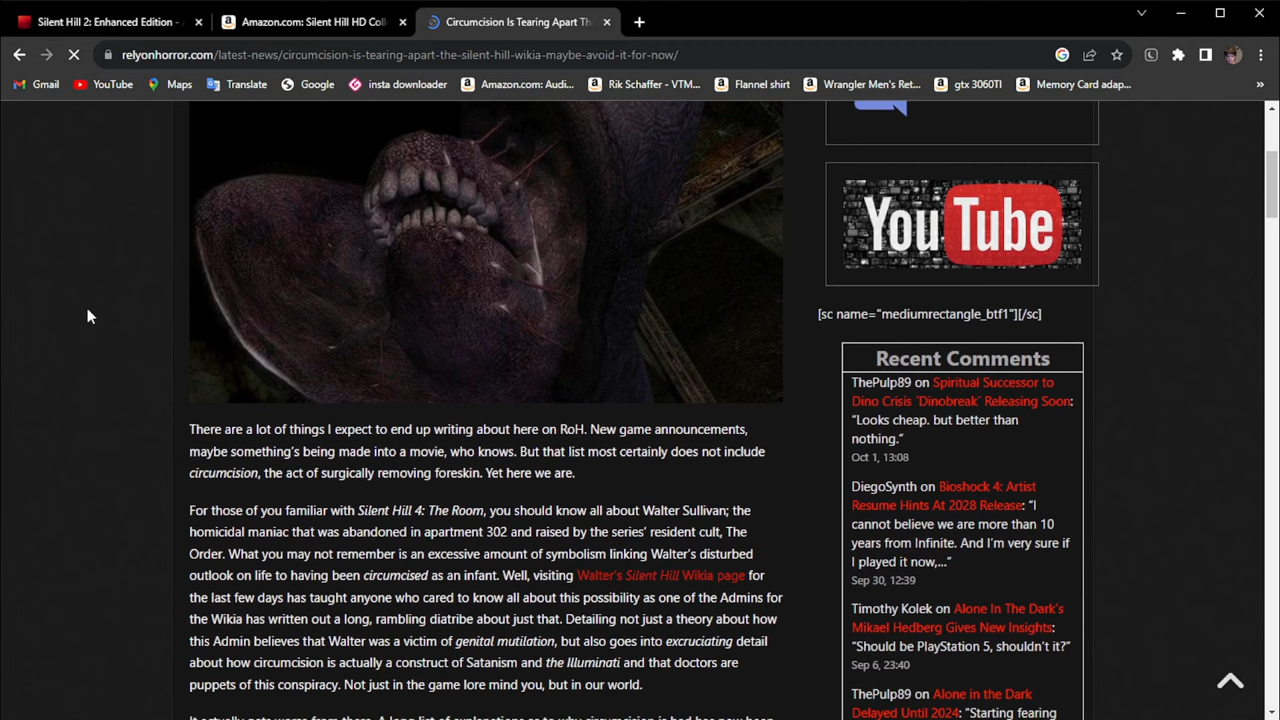 Silent Hill 2: Enhanced Edition -
Amazon.com: Silent Hill HD Coll
Circumcision Is Tearing Apart The
relyonhorror.com/latest-news/circumcision-is-tearing-apart-the-silent-hill-wikia-maybe-avoid-it-for-now/
Gmail YouTube Maps Translate Google insta downloader Amazon.com: Audi... Rik Schaffer - VTM... Flannel shirt Wrangler Men's Ret... gtx 3060TI Memory Card adap... »
YouTube
[sc name="mediumrectangle_btf1"][/sc]
There are a lot of things I expect to end up writing about here on RoH. New game announcements,
maybe something's being made into a movie, who knows. But that list most certainly does not include
circumcision, the act of surgically removing foreskin. Yet here we are.
For those of you familiar with Silent Hill 4: The Room, you should know all about Walter Sullivan; the
homicidal maniac that was abandoned in apartment 302 and raised by the series' resident cult, The
Order. What you may not remember is an excessive amount of symbolism linking Walter's disturbed
outlook on life to having been circumcised as an infant. Well, visiting Walter's Silent Hill Wikia page for
the last few days has taught anyone who cared to know all about this possibility as one of the Admins for
the Wikia has written out a long, rambling diatribe about just that. Detailing not just a theory about how
this Admin believes that Walter was a victim of genital mutilation, but also goes into excruciating detail
about how circumcision is actually a construct of Satanism and the Illuminati and that doctors are
puppets of this conspiracy. Not just in the game lore mind you, but in our world.
Recent Comments
ThePulp89 on Spiritual Successor to
Dino Crisis 'Dinobreak' Releasing Soon:
"Looks cheap. but better than
nothing."
Oct 1, 13:08
DiegoSynth on Bioshock 4: Artist
Resume Hints At 2028 Release: "I
cannot believe we are more than 10
years from Infinite. And I'm very sure if
I played it now,..."
Sep 30, 12:39
Timothy Kolek on Alone In The Dark's
Mikael Hedberg Gives New Insights:
"Should be PlayStation 5, shouldn't it?"
Sep 6, 23:40
ThePulp89 on Alone in the Dark
Delayed Until 2024: "Starting fearing